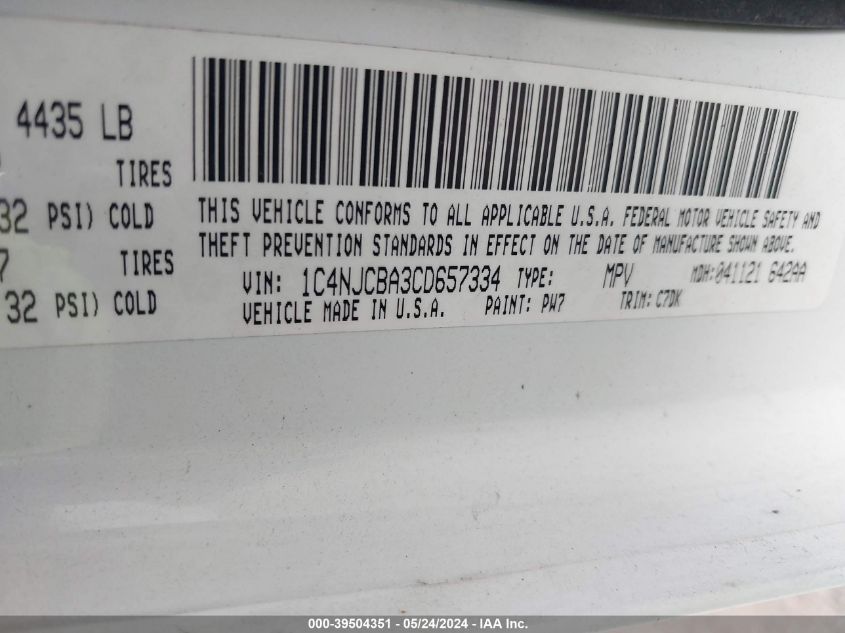 4435 LB
TIRES
32 PSI) COLD
7 TIRES
32 PSI) COLD
THIS VEHICLE CONFORMS TO ALL APPLICABLE U.S.A. FEDERAL MOTOR VEHICLE SAFETY AND
THEFT PREVENTION STANDARDS IN EFFECT ON THE DATE OF MANUFACTURE SHOWN ABOVE.
VIN: 1C4NJCBA3CD657334 TYPE: MPV MDH:041121 642AA
VEHICLE MADE IN U.S.A. PAINT: PW7 TRIM: C7DK
000-39504351 - 05/24/2024 - IAA Inc.